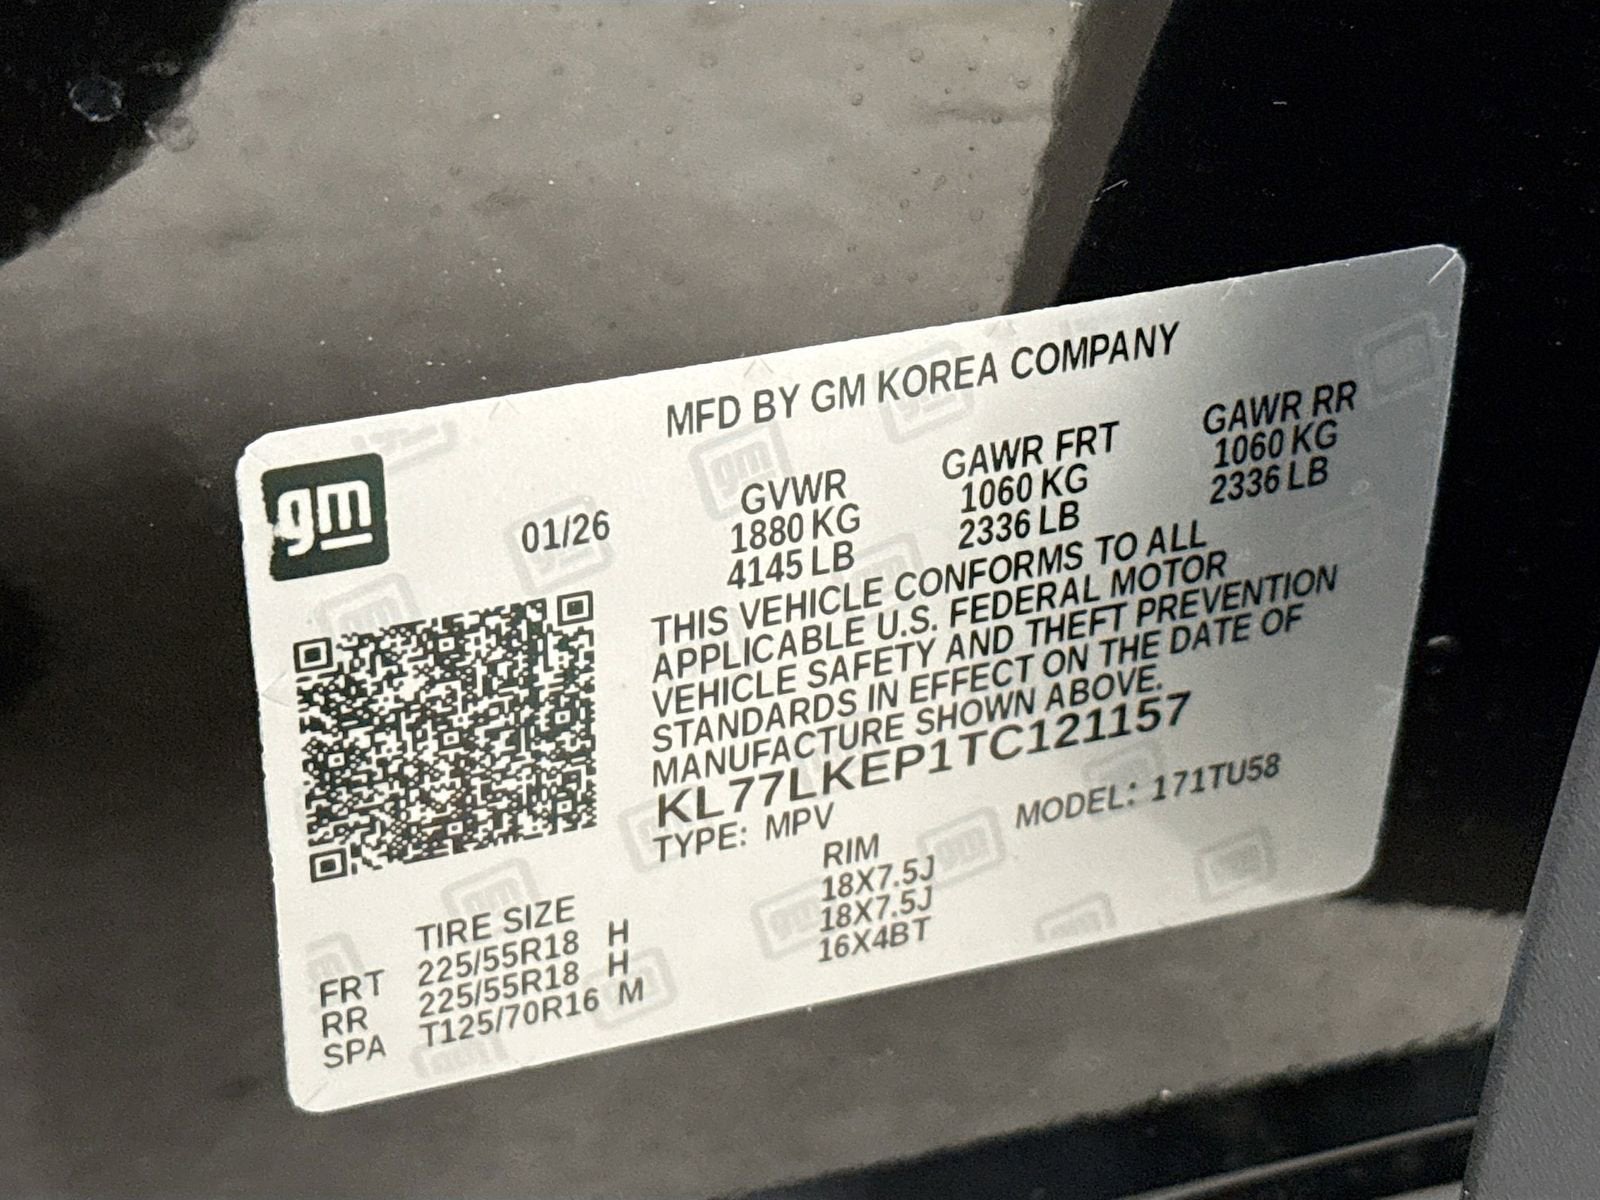 MFD BY GM KOREA COMPANY
gm
01/26
GVWR GAWR FRT GAWR RR
1880 KG 1060 KG 1060 KG
4145 LB 2336 LB 2336 LB
THIS VEHICLE CONFORMS TO ALL
APPLICABLE U.S. FEDERAL MOTOR
VEHICLE SAFETY AND THEFT PREVENTION
STANDARDS IN EFFECT ON THE DATE OF
MANUFACTURE SHOWN ABOVE.
KL77LKEP1TC121157
TYPE: MPV MODEL: 171TU58
TIRE SIZE RIM
FRT 225/55R18 H 18X7.5J
RR 225/55R18 H 18X7.5J
SPA T125/70R16 M 16X4BT